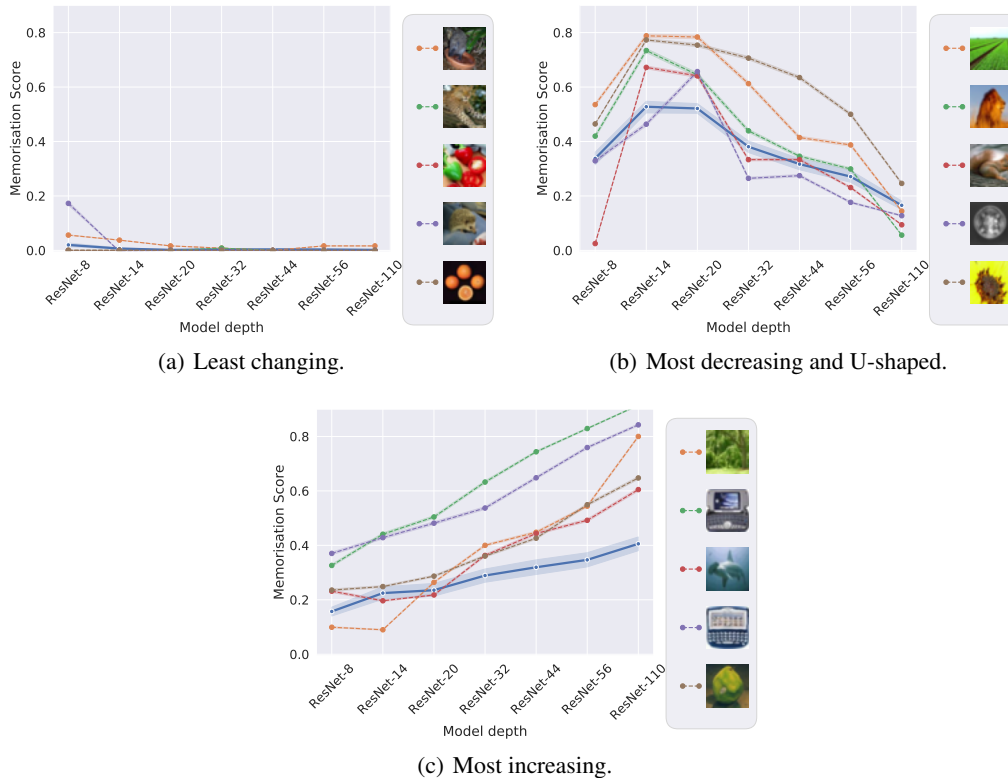 0.8
0.6
0.4
0.2
0.0
Memorisation Score
ResNet-8
ResNet-14
ResNet-20
ResNet-32
ResNet-44
ResNet-56
ResNet-110
Model depth
(a) Least changing.
0.8
0.6
0.4
0.2
0.0
Memorisation Score
ResNet-8
ResNet-14
ResNet-20
ResNet-32
ResNet-44
ResNet-56
ResNet-110
Model depth
(b) Most decreasing and U-shaped.
0.8
0.6
0.4
0.2
0.0
Memorisation Score
ResNet-8
ResNet-14
ResNet-20
ResNet-32
ResNet-44
ResNet-56
ResNet-110
Model depth
(c) Most increasing.